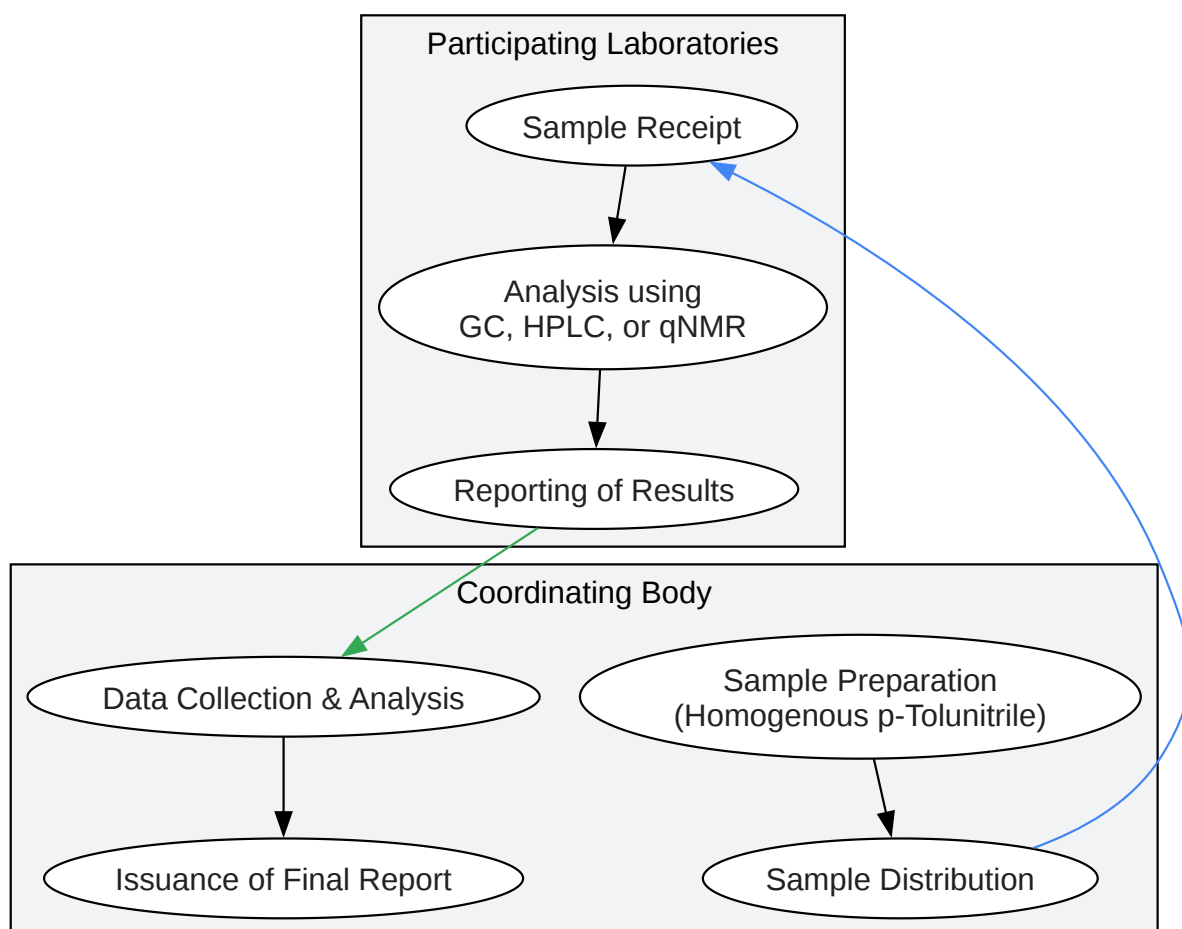 Participating Laboratories
Sample Receipt
Analysis using
GC, HPLC, or qNMR
Reporting of Results
Coordinating Body
Data Collection & Analysis
Sample Preparation
(Homogenous p-Tolunitrile)
Issuance of Final Report
Sample Distribution